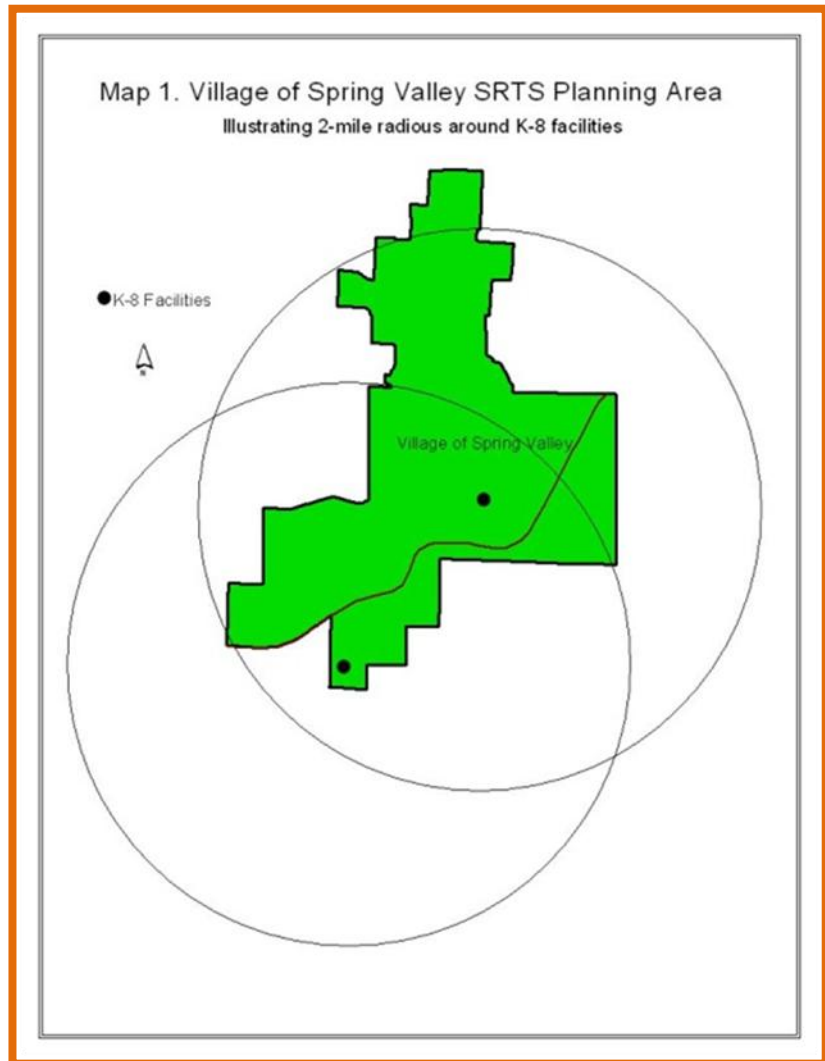 Map 1. Village of Spring Valley SRTS Planning Area
Illustrating 2-mile radious around K-8 facilities
K-8 Facilities
Village of Spring Valley